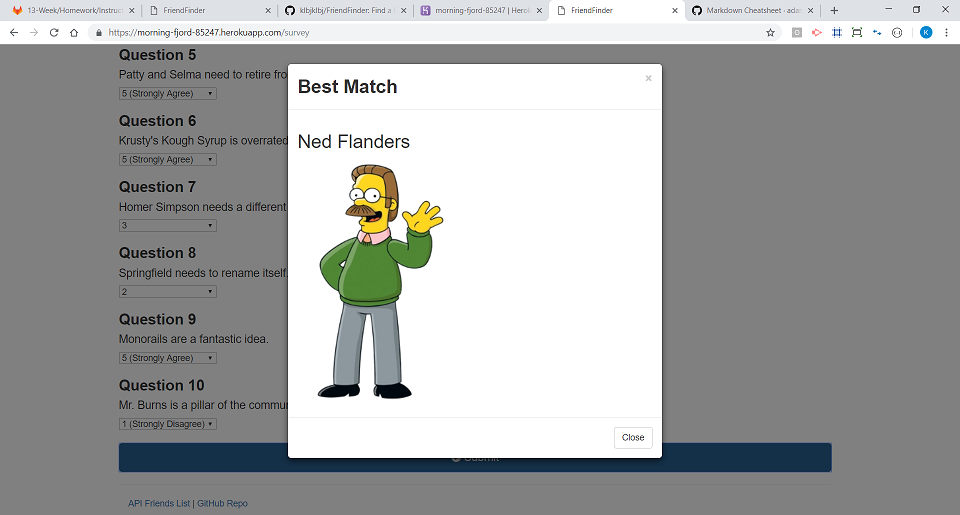 13-Week/Homework/Instruct
FriendFinder
klbjklbj/FriendFinder: Find a
morning-fjord-85247 | Herok
FriendFinder
Markdown Cheatsheet · adam
https://morning-fjord-85247.herokuapp.com/survey
K
Question 5
Patty and Selma need to retire fro
5 (Strongly Agree)
Question 6
Krusty's Kough Syrup is overrated
5 (Strongly Agree)
Question 7
Homer Simpson needs a different
3
Question 8
Springfield needs to rename itself.
2
Question 9
Monorails are a fantastic idea.
5 (Strongly Agree)
Question 10
Mr. Burns is a pillar of the commu
1 (Strongly Disagree)
Best Match
×
Ned Flanders
Close
Submit
API Friends List | GitHub Repo